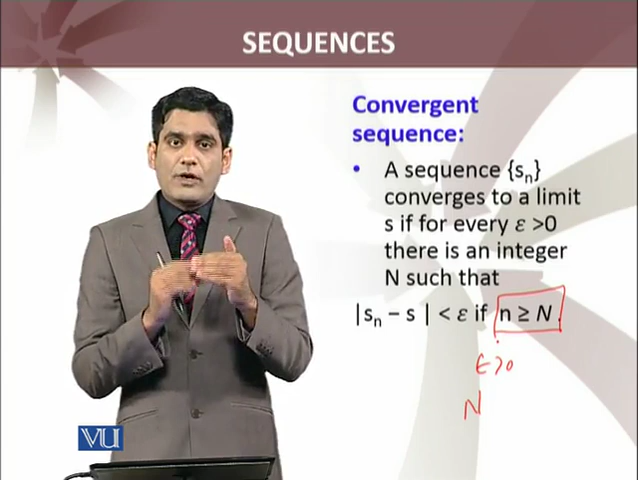 SEQUENCES
Convergent
sequence:
• A sequence {sₙ}
converges to a limit
s if for every ε >0
there is an integer
N such that
|sₙ − s | < ε if n ≥ N.
ε>0
N
VU